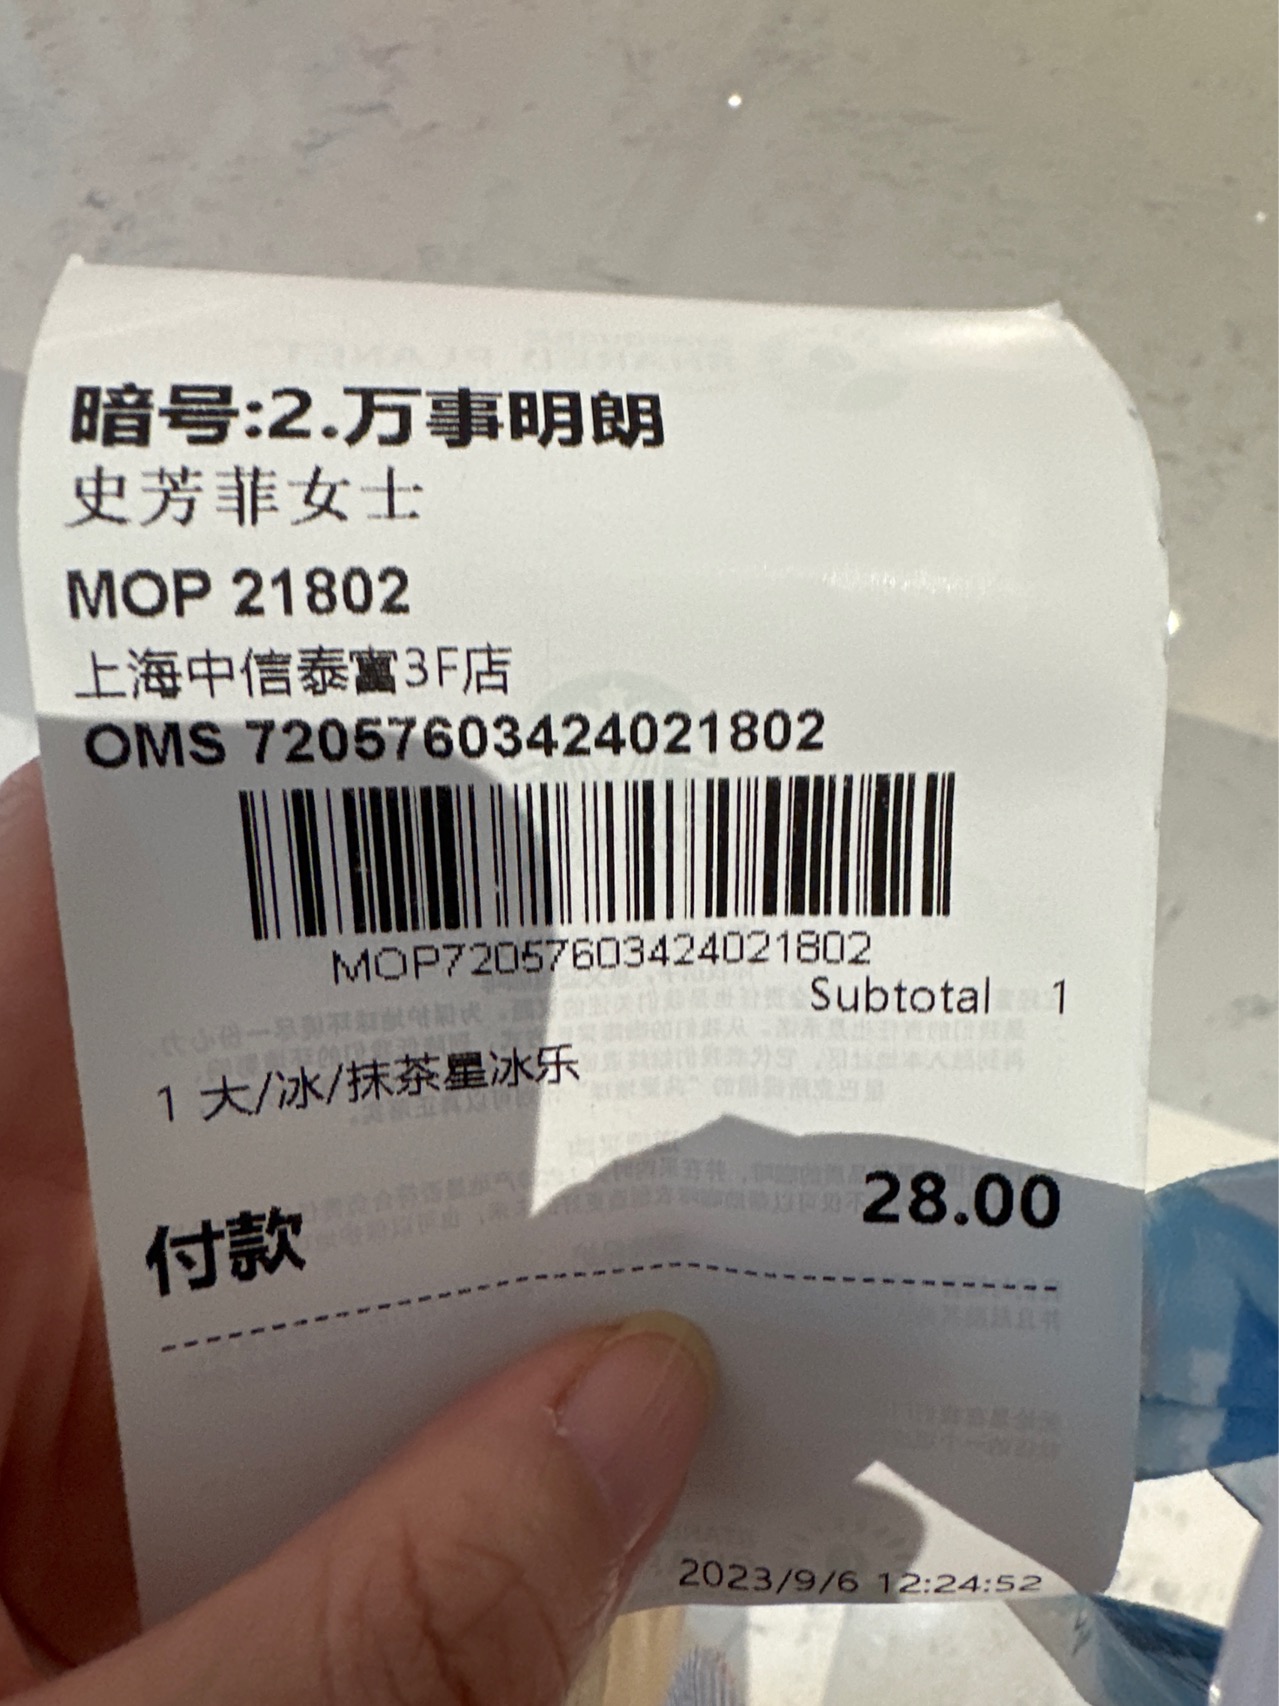 暗号:2.万事明朗
史芳菲女士
MOP 21802
上海中信泰富3F店
OMS 72057603424021802
MOP72057603424021802
Subtotal 1
1 大/冰/抹茶星冰乐
付款 28.00
2023/9/6 12:24:52